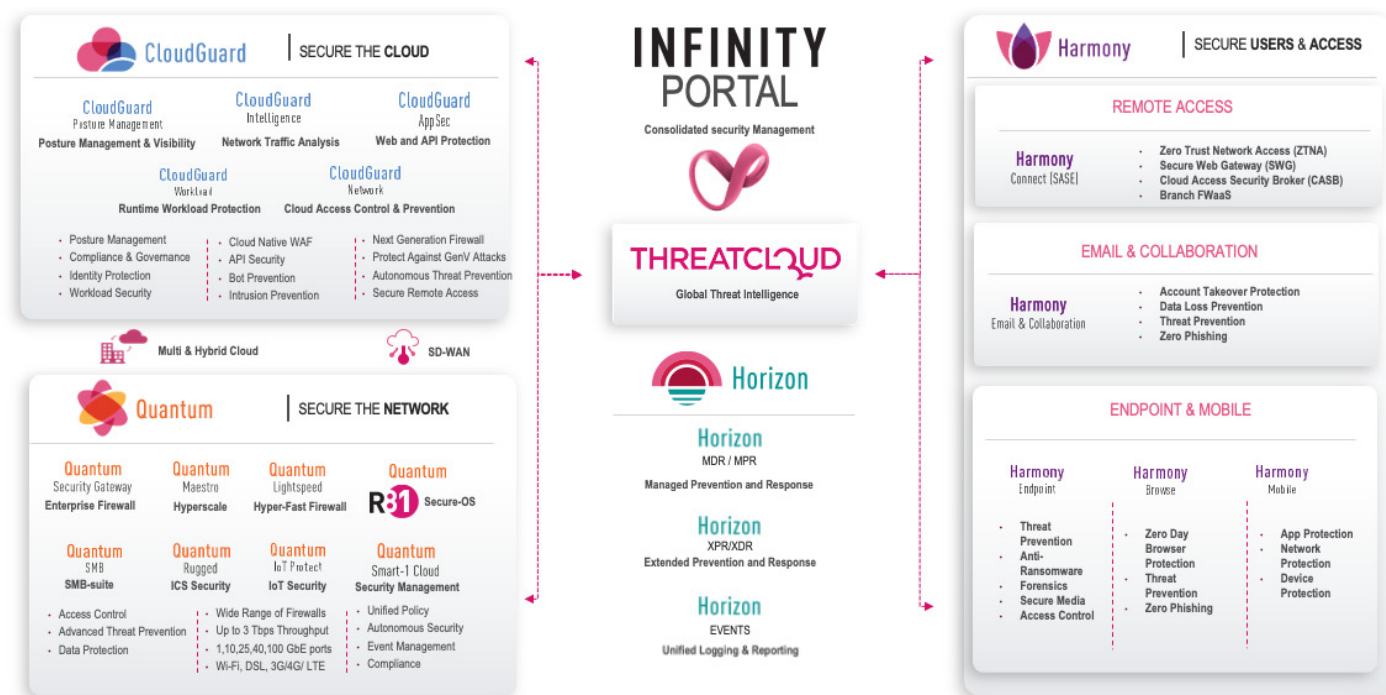 CloudGuard
SECURE THE CLOUD
CloudGuard
Posture Management
Posture Management & Visibility
CloudGuard
Intelligence
Network Traffic Analysis
CloudGuard
AppSec
Web and API Protection
CloudGuard
Workload
Runtime Workload Protection
CloudGuard
Network
Cloud Access Control & Prevention
• Posture Management
• Compliance & Governance
• Identity Protection
• Workload Security
• Cloud Native WAF
• API Security
• Bot Prevention
• Intrusion Prevention
• Next Generation Firewall
• Protect Against GenV Attacks
• Autonomous Threat Prevention
• Secure Remote Access
Multi & Hybrid Cloud
SD-WAN
Quantum
SECURE THE NETWORK
Quantum
Security Gateway
Enterprise Firewall
Quantum
Maestro
Hyperscale
Quantum
Lightspeed
Hyper-Fast Firewall
Quantum
R81 Secure-OS
Quantum
SMB
SMB-suite
Quantum
Rugged
ICS Security
Quantum
IoT Protect
IoT Security
Quantum
Smart-1 Cloud
Security Management
• Access Control
• Advanced Threat Prevention
• Data Protection
• Wide Range of Firewalls
• Up to 3 Tbps Throughput
• 1,10,25,40,100 GbE ports
• Wi-Fi, DSL, 3G/4G/ LTE
• Unified Policy
• Autonomous Security
• Event Management
• Compliance
INFINITY
PORTAL
Consolidated security Management
THREATCLOUD
Global Threat Intelligence
Horizon
Horizon
MDR / MPR
Managed Prevention and Response
Horizon
XPR/XDR
Extended Prevention and Response
Horizon
EVENTS
Unified Logging & Reporting
Harmony
SECURE USERS & ACCESS
REMOTE ACCESS
Harmony
Connect (SASE)
• Zero Trust Network Access (ZTNA)
• Secure Web Gateway (SWG)
• Cloud Access Security Broker (CASB)
• Branch FWaaS
EMAIL & COLLABORATION
Harmony
Email & Collaboration
• Account Takeover Protection
• Data Loss Prevention
• Threat Prevention
• Zero Phishing
ENDPOINT & MOBILE
Harmony
Endpoint
• Threat
Prevention
• Anti-
Ransomware
• Forensics
• Secure Media
• Access Control
Harmony
Browse
• Zero Day
Browser
Protection
• Threat
Prevention
• Zero Phishing
Harmony
Mobile
• App Protection
• Network
Protection
• Device
Protection